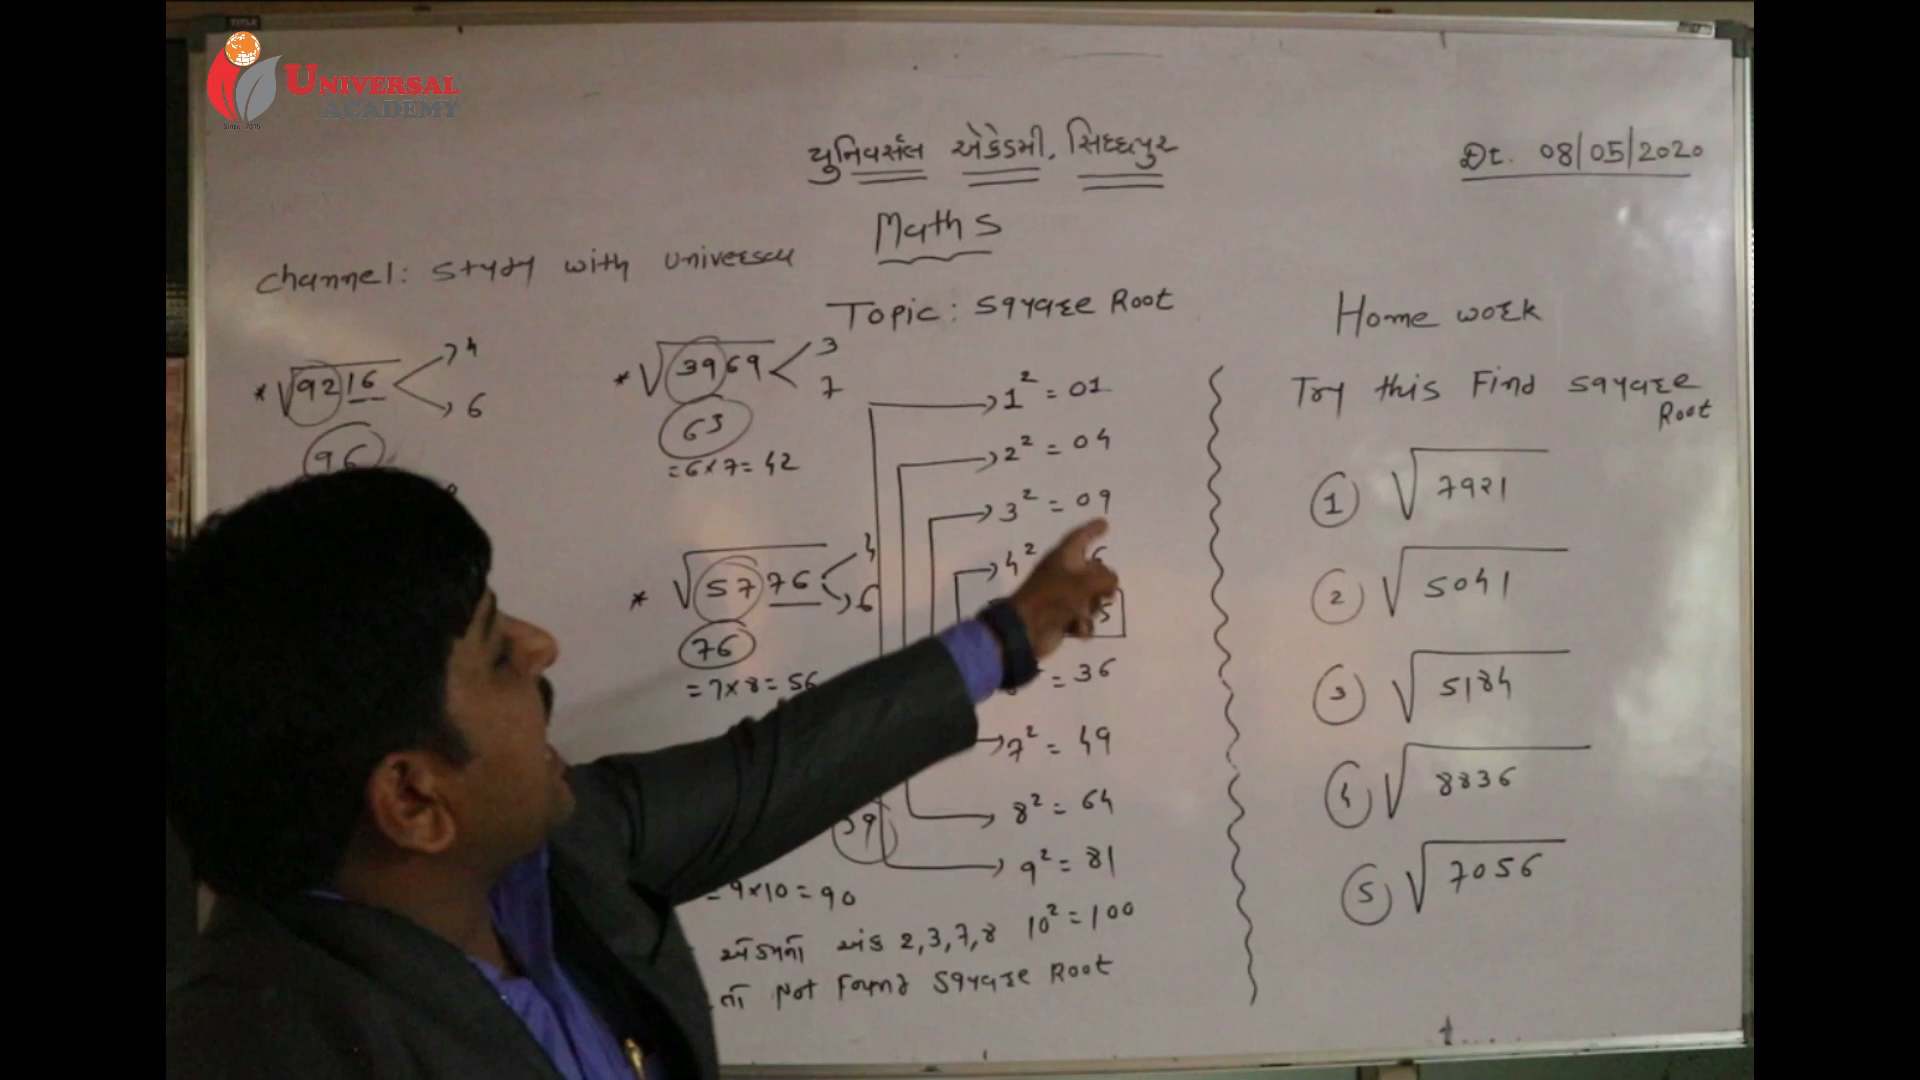 UNIVERSAL
ACADEMY
યુનિવર્સલ એકેડમી, સિદ્ધપુર
Dt. 08/05/2020
Maths
Channel: Study with Universal
Topic: Square Root
* √9216 4
6
96
* √3969 3
7
63
= 6×7 = 42
* √5776 4
6
76
= 7×8 = 56
= 9×10 = 90
1² = 01
2² = 04
3² = 09
4²
= 36
7² = 49
8² = 64
9² = 81
10² = 100
એકમનો અંક 2,3,7,8
તો Not Found Square Root
Home work
Try this Find Square
Root
1 √7921
2 √5041
3 √5184
4 √8836
5 √7056